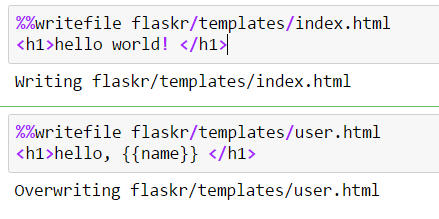 %%writefile flaskr/templates/index.html
<h1>hello world! </h1>
Writing flaskr/templates/index.html
%%writefile flaskr/templates/user.html
<h1>hello, {{name}} </h1>
Overwriting flaskr/templates/user.html